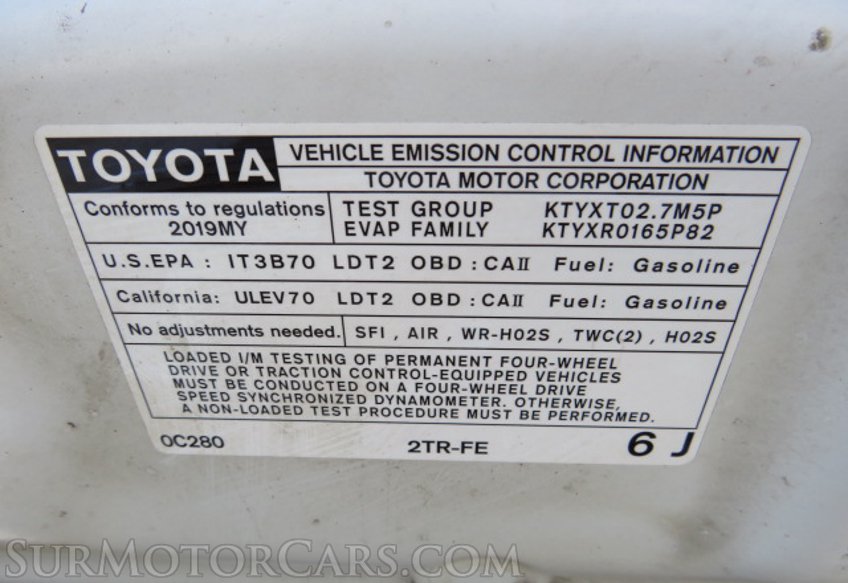 TOYOTA
VEHICLE EMISSION CONTROL INFORMATION
TOYOTA MOTOR CORPORATION
Conforms to regulations
2019MY
TEST GROUP KTYXT02.7M5P
EVAP FAMILY KTYXR0165P82
U.S.EPA : IT3B70 LDT2 OBD : CAII Fuel: Gasoline
California: ULEV70 LDT2 OBD : CAII Fuel: Gasoline
No adjustments needed.
SFI , AIR , WR-HO2S , TWC(2) , HO2S
LOADED I/M TESTING OF PERMANENT FOUR-WHEEL
DRIVE OR TRACTION CONTROL-EQUIPPED VEHICLES
MUST BE CONDUCTED ON A FOUR-WHEEL DRIVE
SPEED SYNCHRONIZED DYNAMOMETER. OTHERWISE,
A NON-LOADED TEST PROCEDURE MUST BE PERFORMED.
0C280 2TR-FE 6 J
SURMOTORCARS.COM